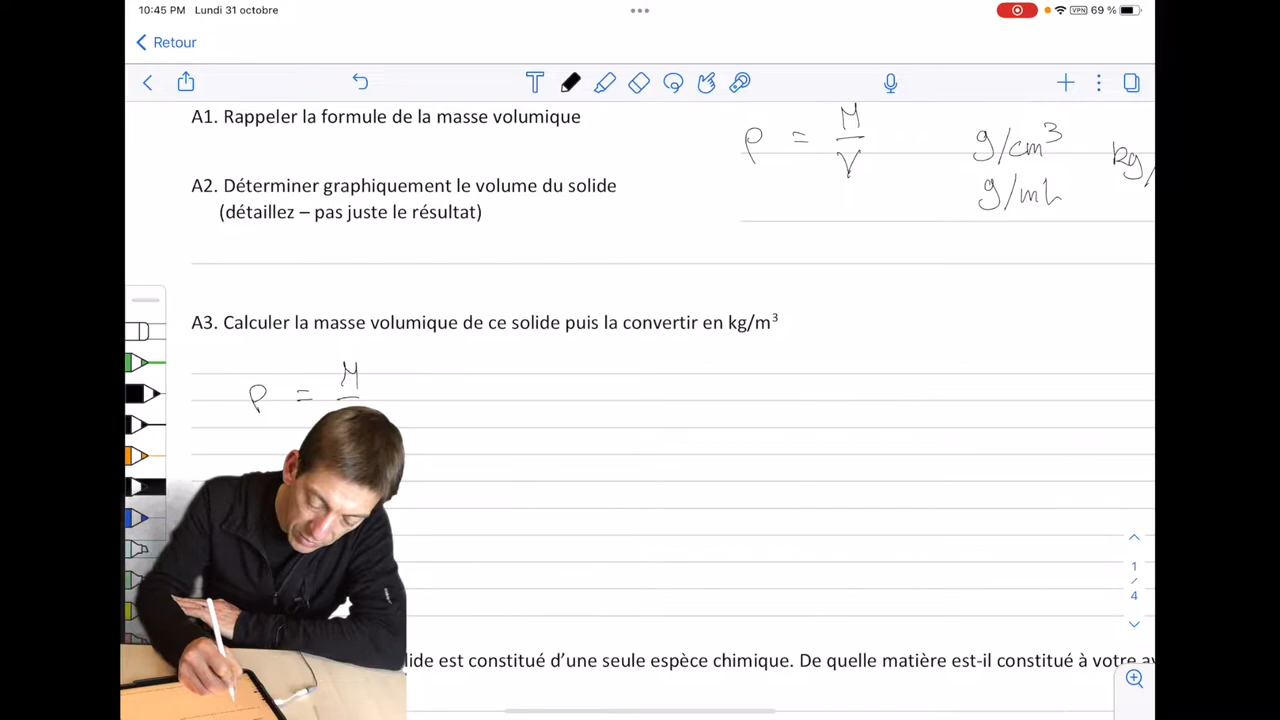 10:45 PM Lundi 31 octobre
VPN 69 %
Retour
A1. Rappeler la formule de la masse volumique
ρ = M / V
g/cm³ kg/
g/mL
A2. Déterminer graphiquement le volume du solide
(détaillez – pas juste le résultat)
A3. Calculer la masse volumique de ce solide puis la convertir en kg/m³
ρ = M
1
/
4
lide est constitué d’une seule espèce chimique. De quelle matière est-il constitué à votre av